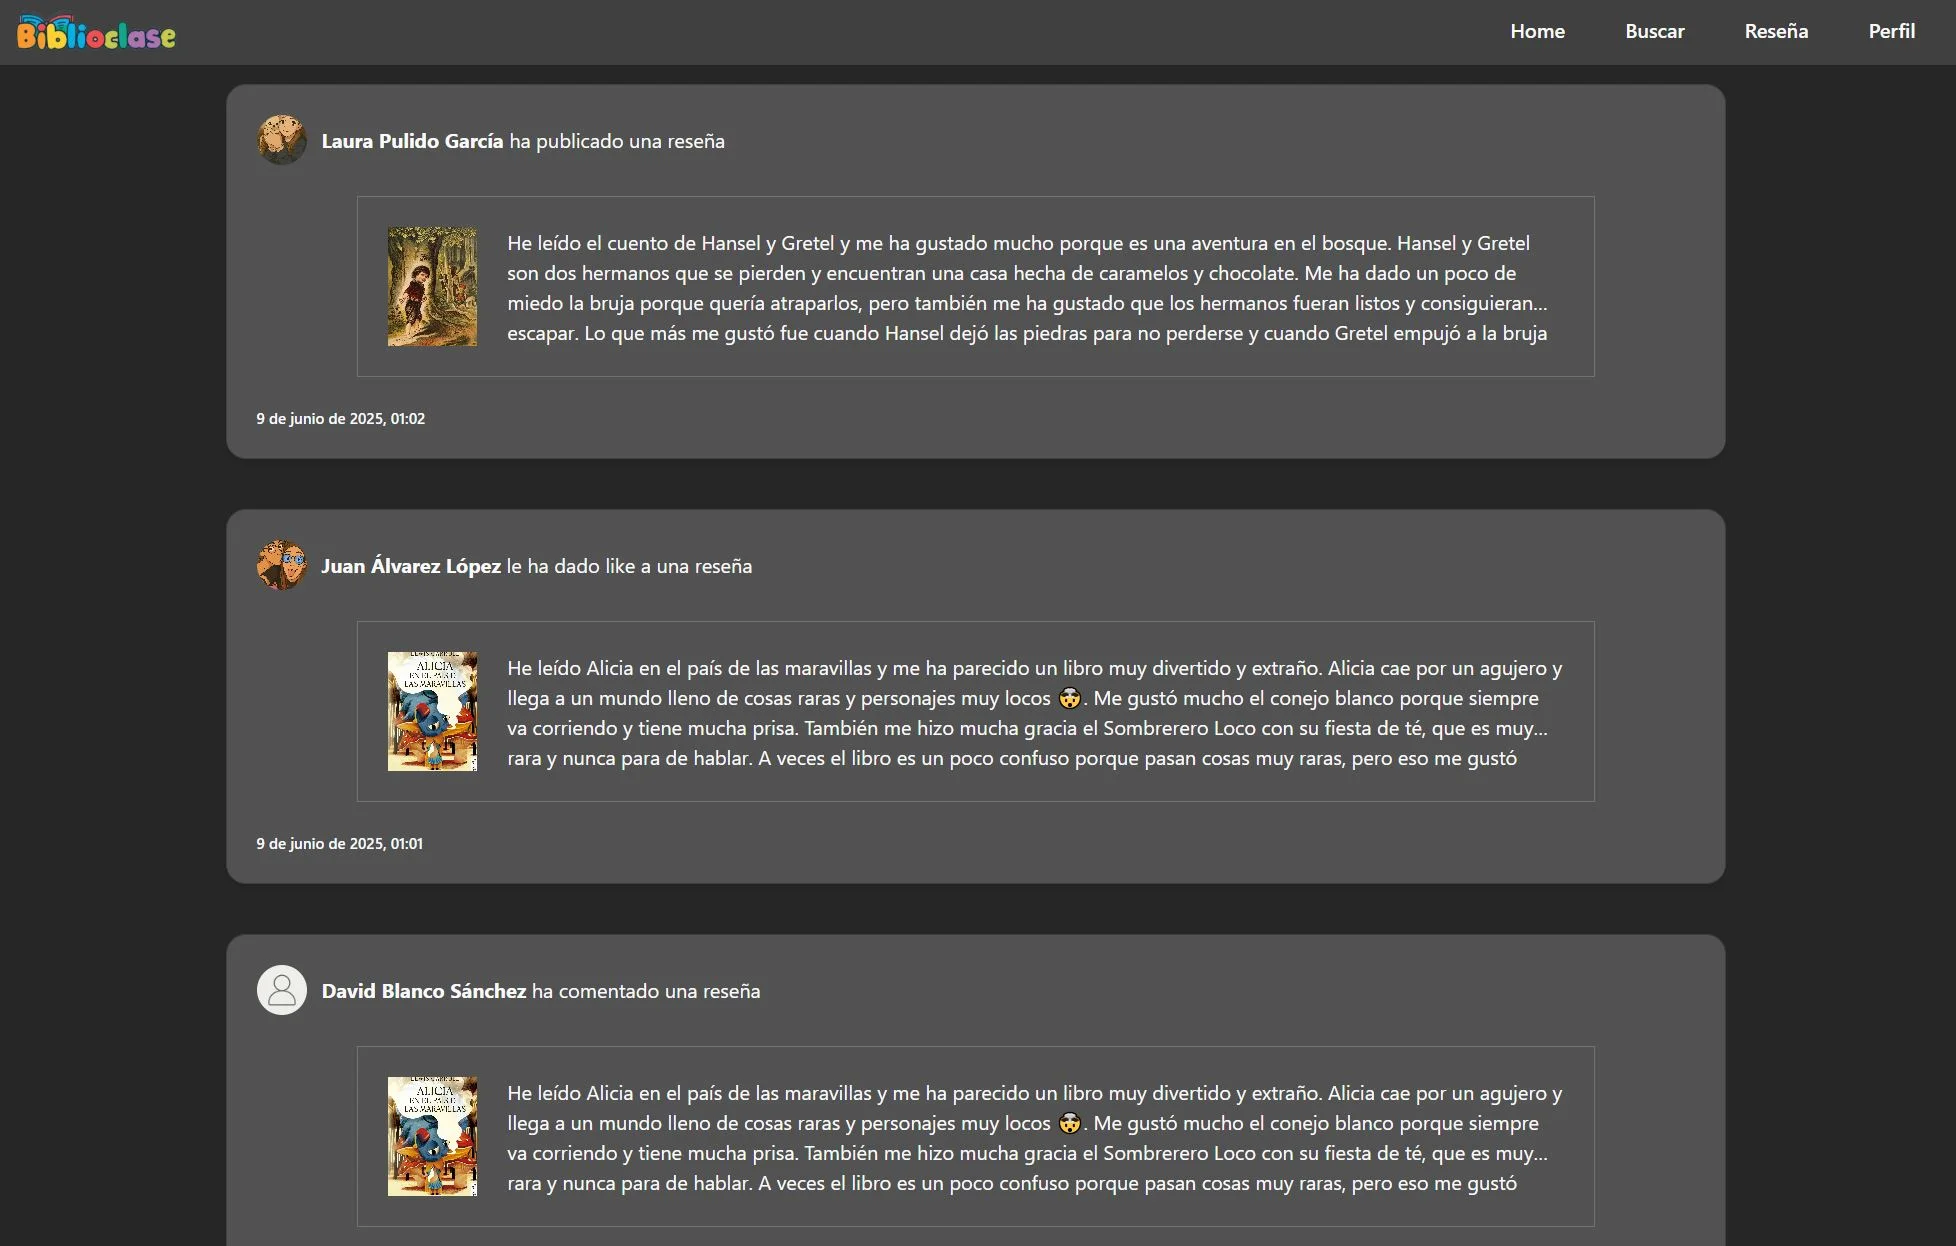 Biblioclase
Home
Buscar
Reseña
Perfil
Laura Pulido García ha publicado una reseña
He leído el cuento de Hansel y Gretel y me ha gustado mucho porque es una aventura en el bosque. Hansel y Gretel
son dos hermanos que se pierden y encuentran una casa hecha de caramelos y chocolate. Me ha dado un poco de
miedo la bruja porque quería atraparlos, pero también me ha gustado que los hermanos fueran listos y consiguieran...
escapar. Lo que más me gustó fue cuando Hansel dejó las piedras para no perderse y cuando Gretel empujó a la bruja
9 de junio de 2025, 01:02
Juan Álvarez López le ha dado like a una reseña
ALICIA
EN EL PAÍS DE
LAS MARAVILLAS
He leído Alicia en el país de las maravillas y me ha parecido un libro muy divertido y extraño. Alicia cae por un agujero y
llega a un mundo lleno de cosas raras y personajes muy locos 🤯. Me gustó mucho el conejo blanco porque siempre
va corriendo y tiene mucha prisa. También me hizo mucha gracia el Sombrerero Loco con su fiesta de té, que es muy...
rara y nunca para de hablar. A veces el libro es un poco confuso porque pasan cosas muy raras, pero eso me gustó
9 de junio de 2025, 01:01
David Blanco Sánchez ha comentado una reseña
ALICIA
EN EL PAÍS DE
LAS MARAVILLAS
He leído Alicia en el país de las maravillas y me ha parecido un libro muy divertido y extraño. Alicia cae por un agujero y
llega a un mundo lleno de cosas raras y personajes muy locos 🤯. Me gustó mucho el conejo blanco porque siempre
va corriendo y tiene mucha prisa. También me hizo mucha gracia el Sombrerero Loco con su fiesta de té, que es muy...
rara y nunca para de hablar. A veces el libro es un poco confuso porque pasan cosas muy raras, pero eso me gustó